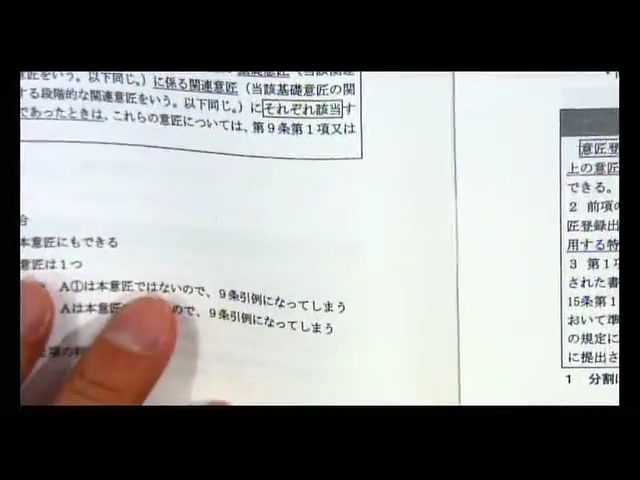 匠をいう。以下同じ。）に係る関連意匠（当該基礎意匠の関
する段階的な関連意匠をいう。以下同じ。）にそれぞれ該当す
であったときは、これらの意匠については、第９条第１項又は
合
本意匠にもできる
意匠は１つ
Ａ①は本意匠ではないので、９条引例になってしまう
Ａは本意匠 ので、９条引例になってしまう
意匠登
上の意匠
できる。
２ 前項の
匠登録出
用する特
３ 第１項
された書
15条第１
おいて準
の規定に
に提出さ
１ 分割